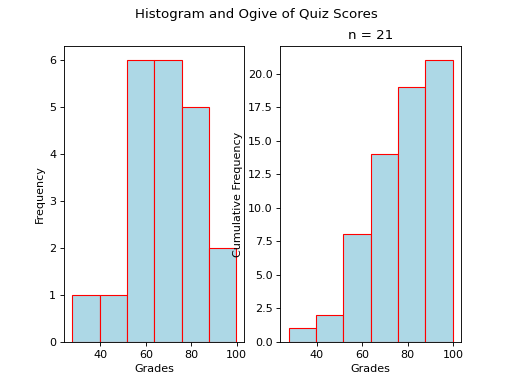 Histogram and Ogive of Quiz Scores
n = 21
6
5
4
3
2
1
0
Frequency
40 60 80 100
Grades
20.0
17.5
15.0
12.5
10.0
7.5
5.0
2.5
0.0
Cumulative Frequency
40 60 80 100
Grades